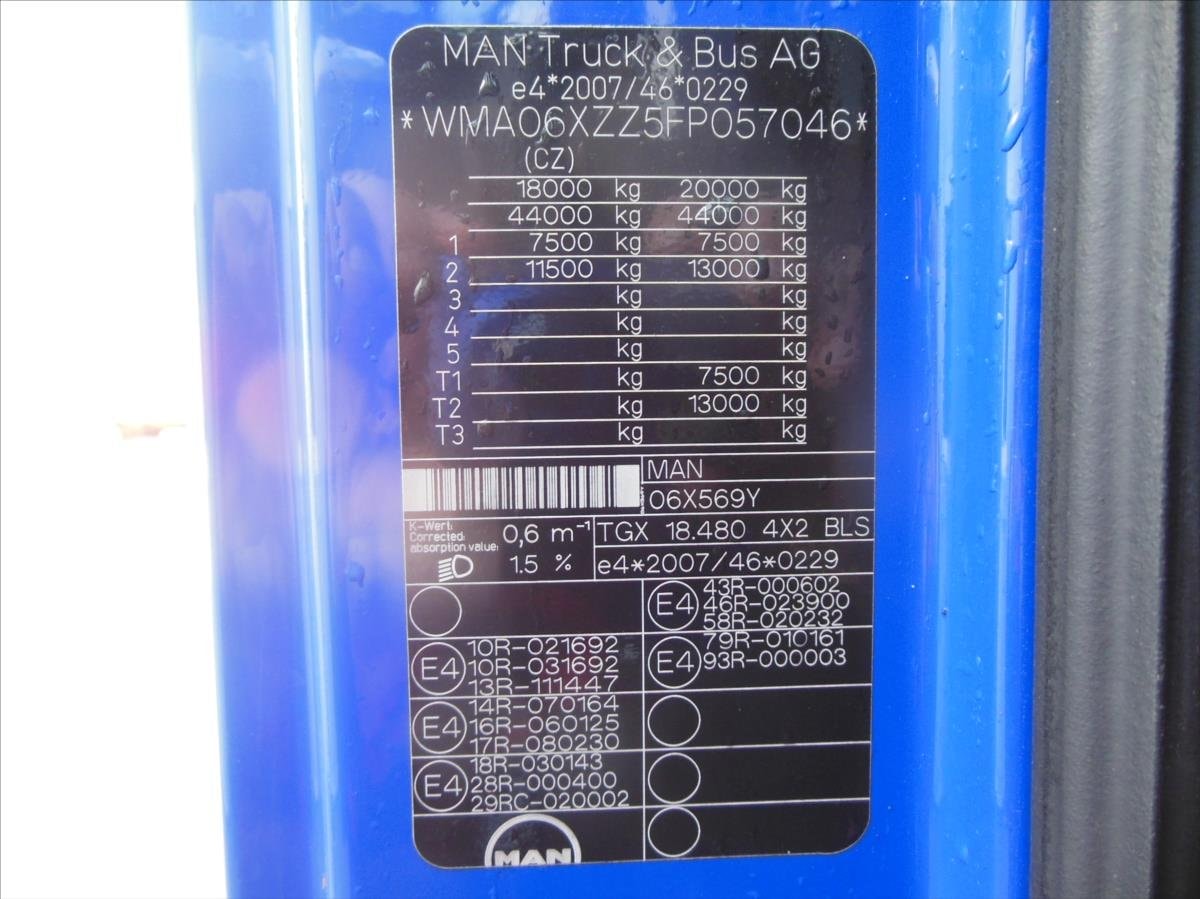 MAN Truck & Bus AG
e4*2007/46*0229
*WMA06XZZ5FP057046*
(CZ)
18000 kg 20000 kg
44000 kg 44000 kg
1 7500 kg 7500 kg
2 11500 kg 13000 kg
3 kg kg
4 kg kg
5 kg kg
T1 kg 7500 kg
T2 kg 13000 kg
T3 kg kg
MAN
06X569Y
K-Wert:
Corrected
absorption value:
0,6 m⁻¹
1.5 %
TGX 18.480 4X2 BLS
e4*2007/46*0229
E4
43R-000602
46R-023900
58R-020232
E4
10R-021692
10R-031692
13R-111447
E4
79R-010161
93R-000003
E4
14R-070164
16R-060125
17R-080230
E4
18R-030143
28R-000400
29RC-020002
MAN